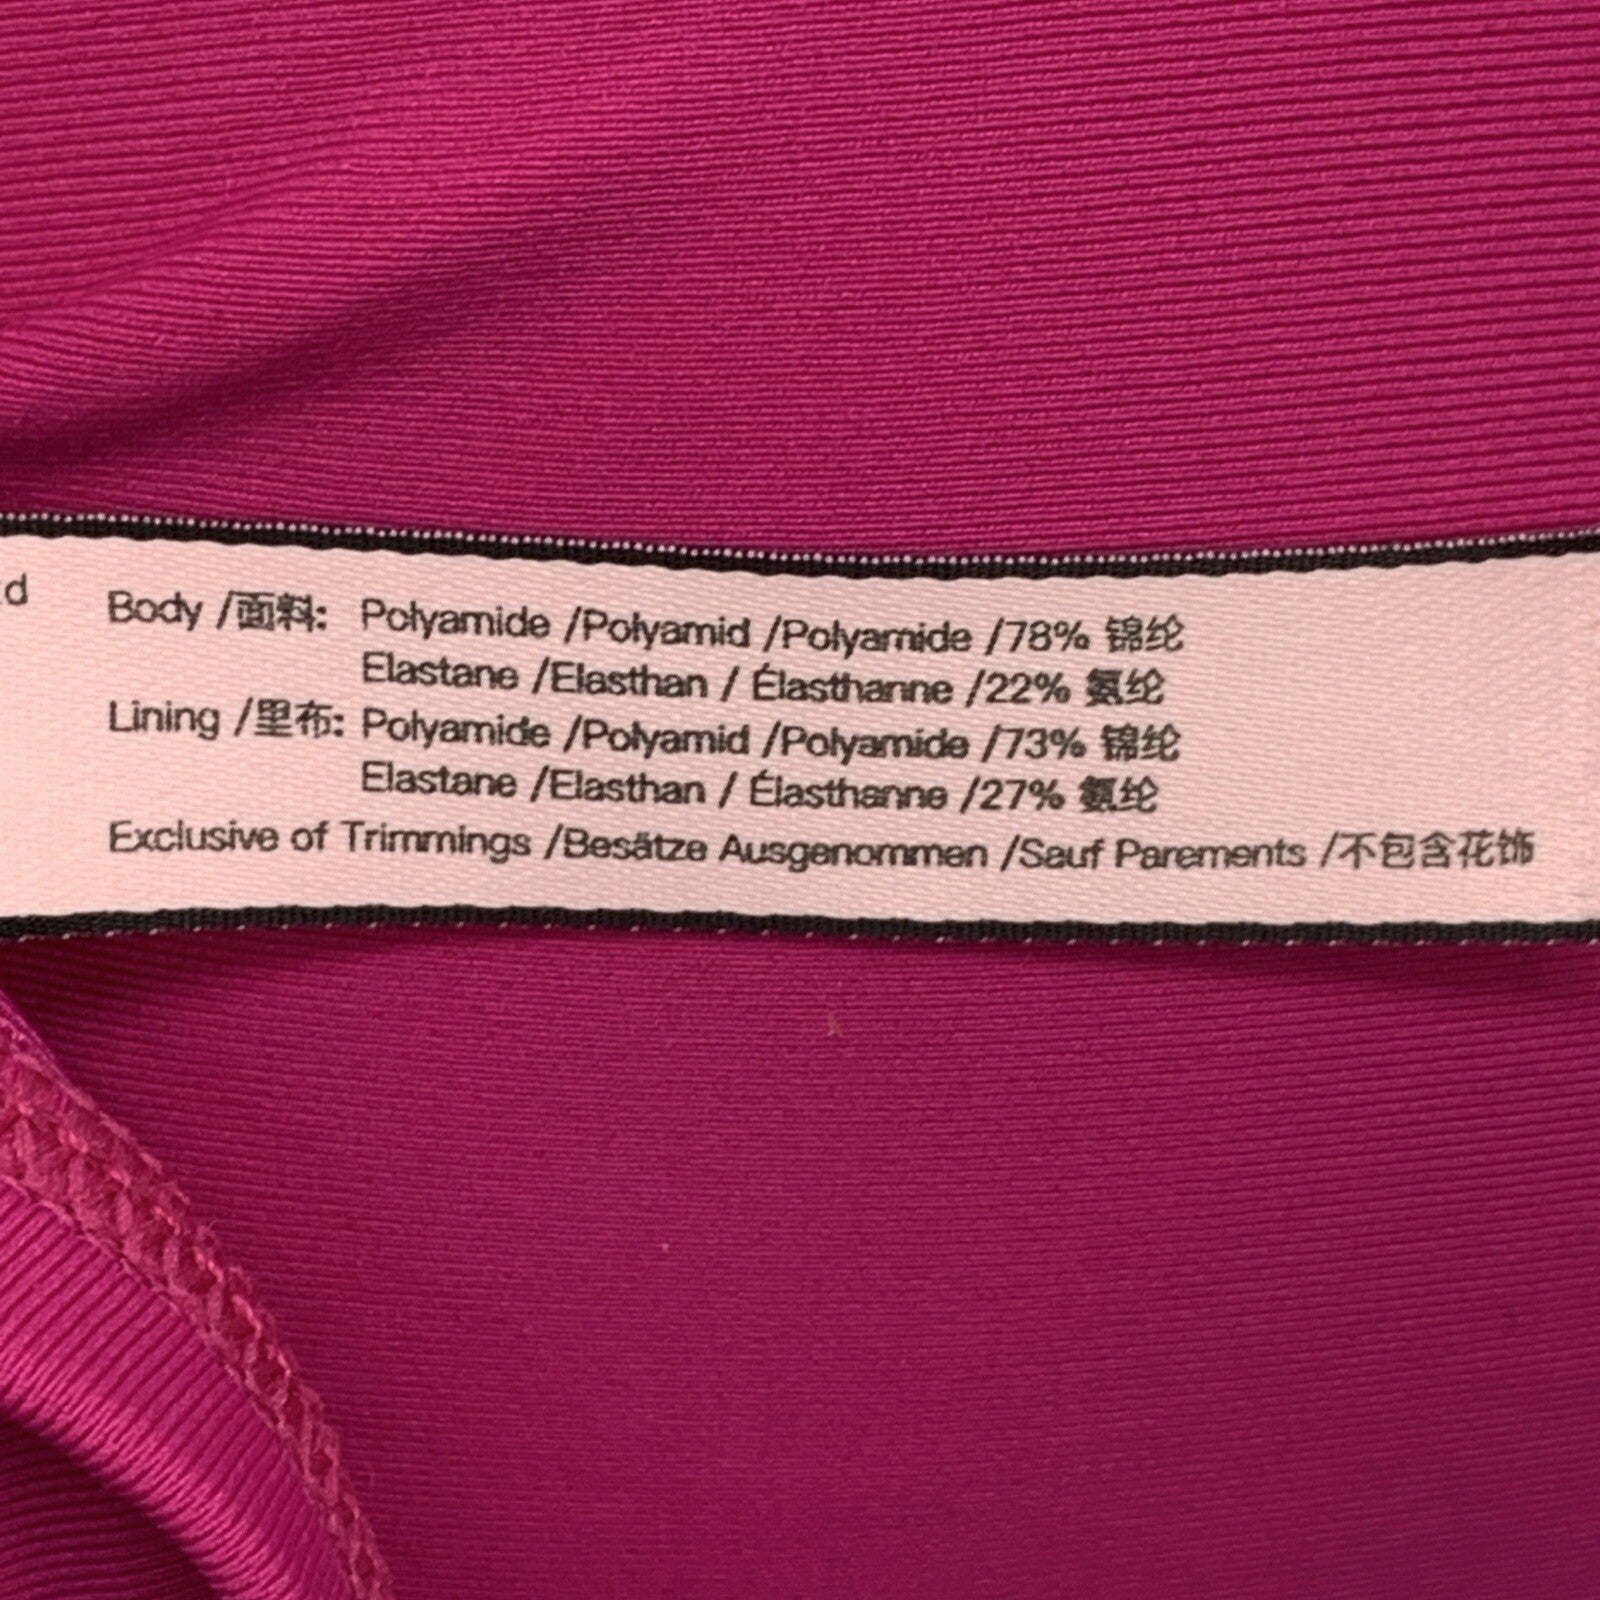 d
Body /面料: Polyamide /Polyamid /Polyamide /78% 锦纶
Elastane /Elasthan / Élasthanne /22% 氨纶
Lining /里布: Polyamide /Polyamid /Polyamide /73% 锦纶
Elastane /Elasthan / Élasthanne /27% 氨纶
Exclusive of Trimmings /Besätze Ausgenommen /Sauf Parements /不包含花饰